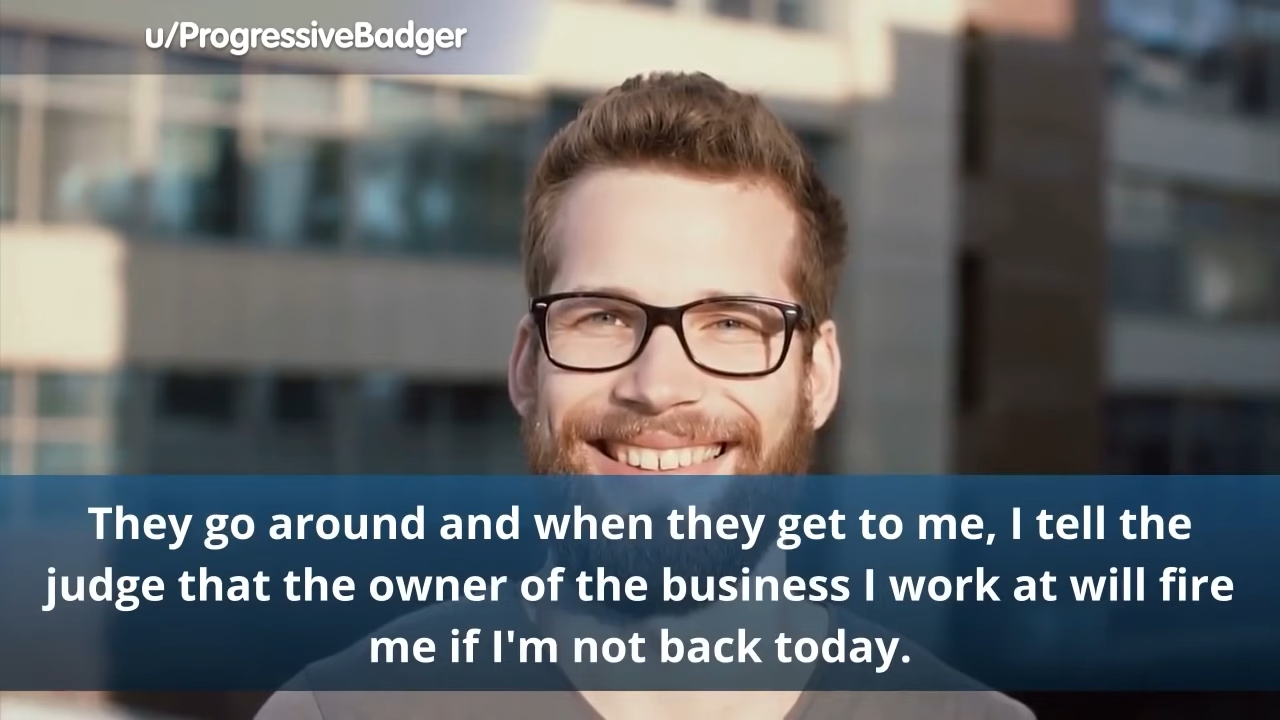 u/ProgressiveBadger
They go around and when they get to me, I tell the
judge that the owner of the business I work at will fire
me if I'm not back today.